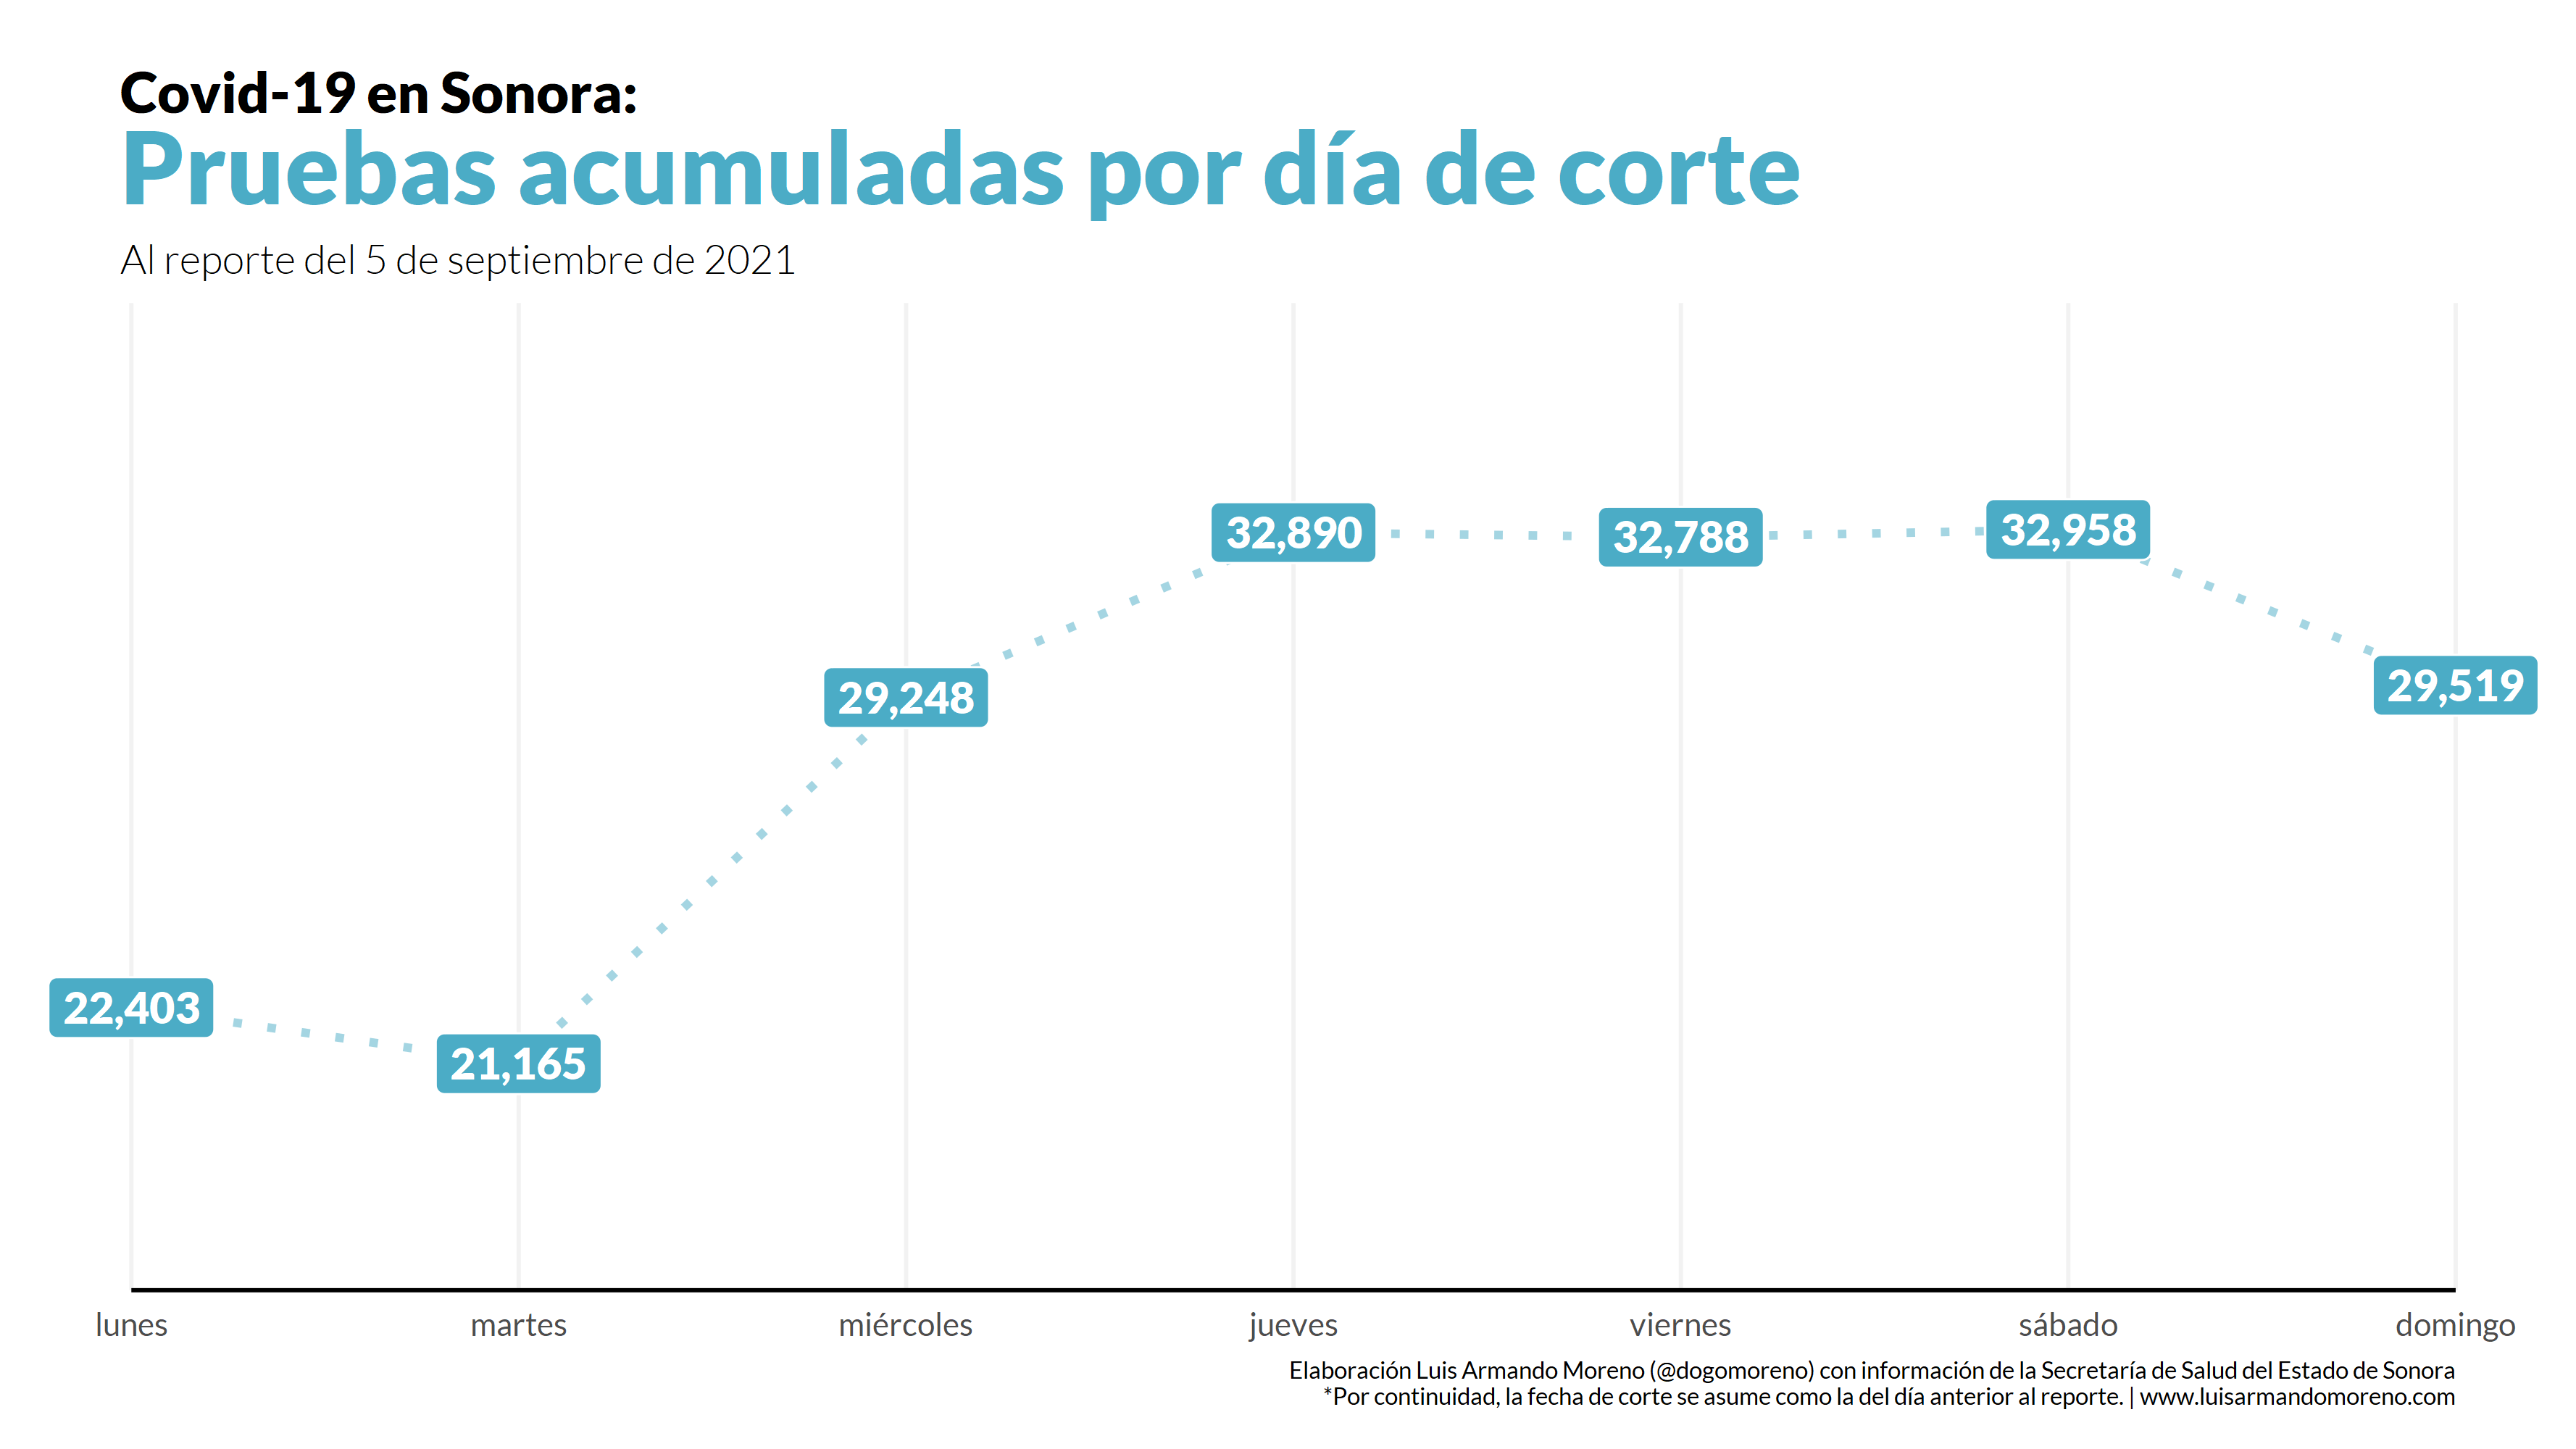 Covid-19 en Sonora:
Pruebas acumuladas por día de corte
Al reporte del 5 de septiembre de 2021
32,890
32,788
32,958
29,248
29,519
22,403
21,165
lunes
martes
miércoles
jueves
viernes
sábado
domingo
Elaboración Luis Armando Moreno (@dogomoreno) con información de la Secretaría de Salud del Estado de Sonora
*Por continuidad, la fecha de corte se asume como la del día anterior al reporte. | www.luisarmandomoreno.com